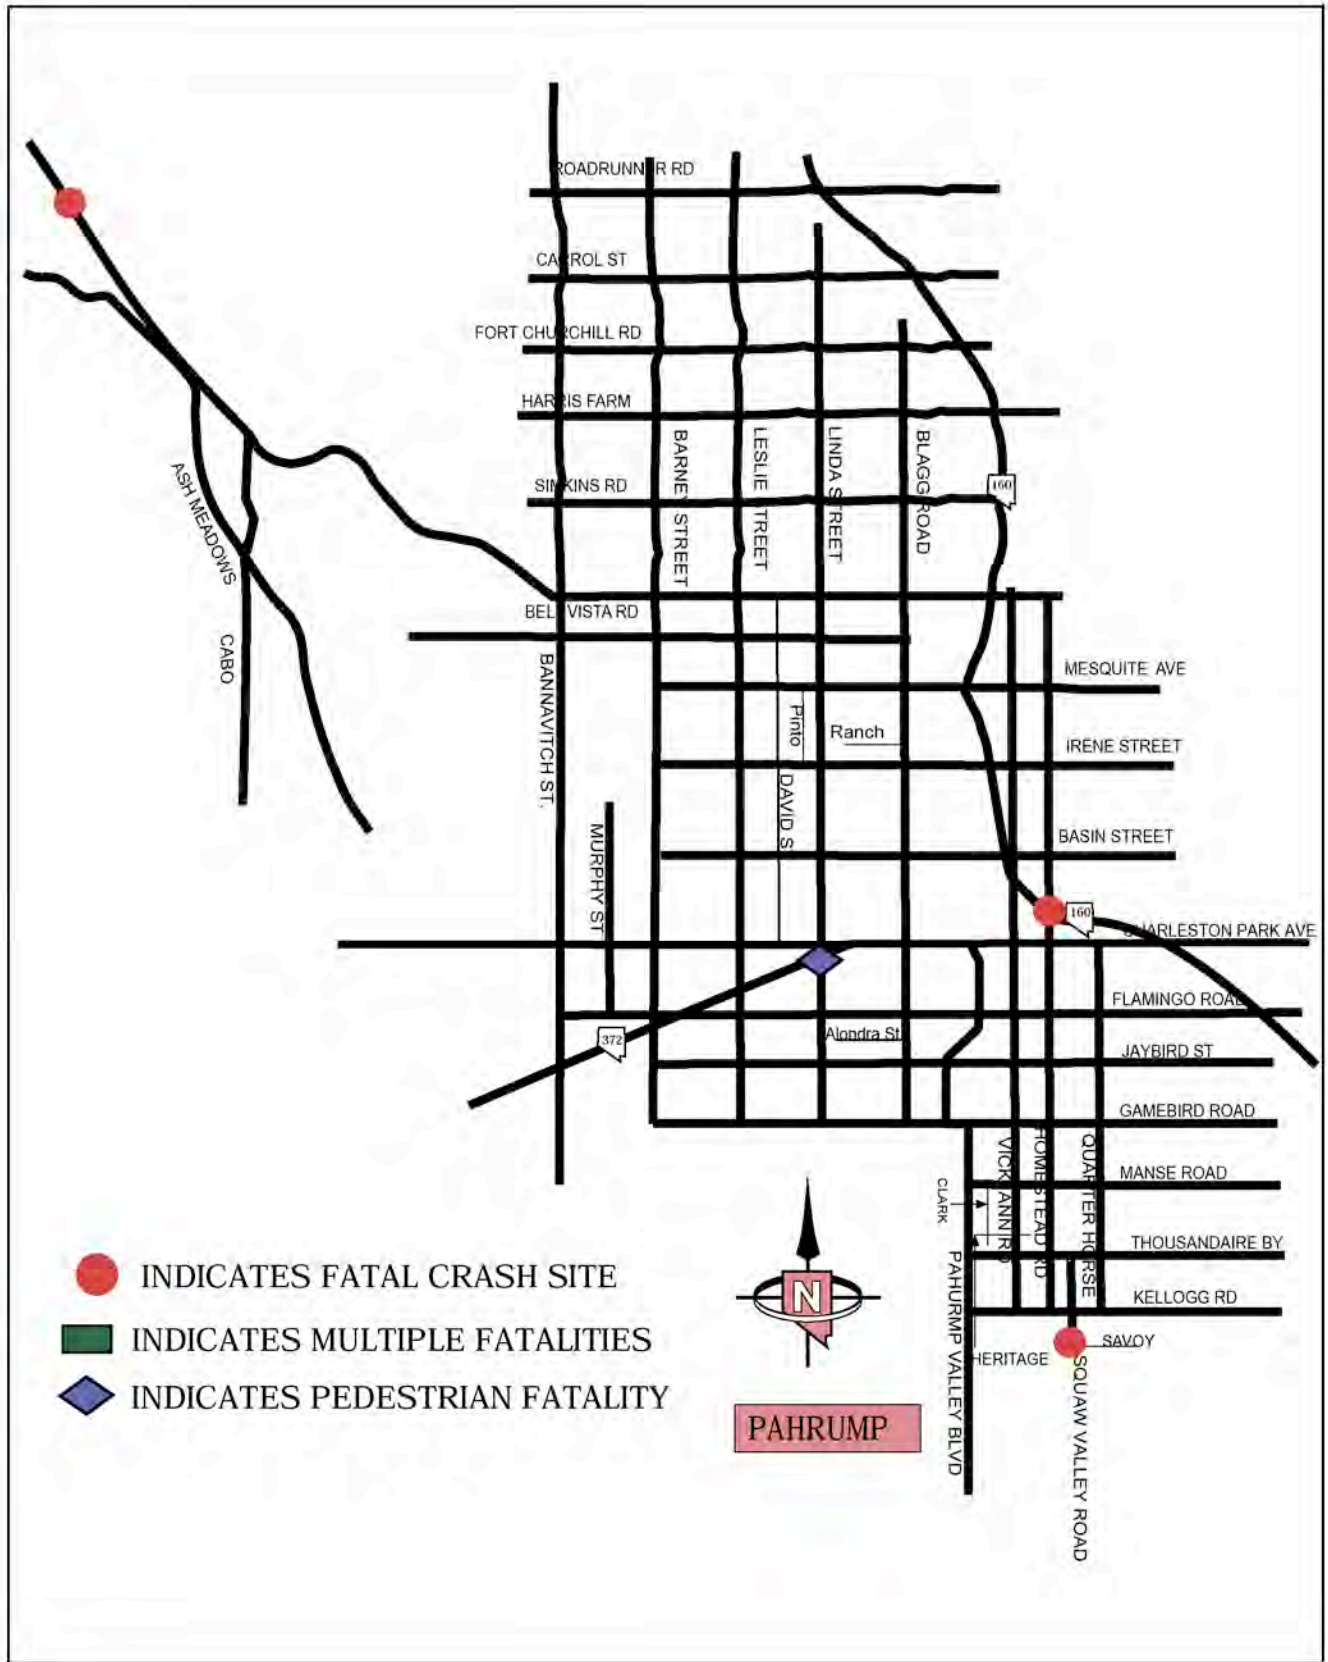 ROADRUNNER RD
CARROL ST
FORT CHURCHILL RD
HARRIS FARM
BARNEY STREET
LESLIE STREET
LINDA STREET
BLAGG ROAD
160
SIMKINS RD
ASH MEADOWS
CABO
BELL VISTA RD
BANNAVITCH ST.
MESQUITE AVE
Pinto
Ranch
IRENE STREET
DAVID S
MURPHY ST
BASIN STREET
160
CHARLESTON PARK AVE
FLAMINGO ROAD
372
Alondra St
JAYBIRD ST
GAMEBIRD ROAD
VICKI ANN RD
HOMESTEAD RD
QUARTER HORSE
MANSE ROAD
CLARK
THOUSANDAIRE BY
PAHURMP VALLEY BLVD
KELLOGG RD
SAVOY
HERITAGE
SQUAW VALLEY ROAD
INDICATES FATAL CRASH SITE
INDICATES MULTIPLE FATALITIES
INDICATES PEDESTRIAN FATALITY
N
PAHRUMP